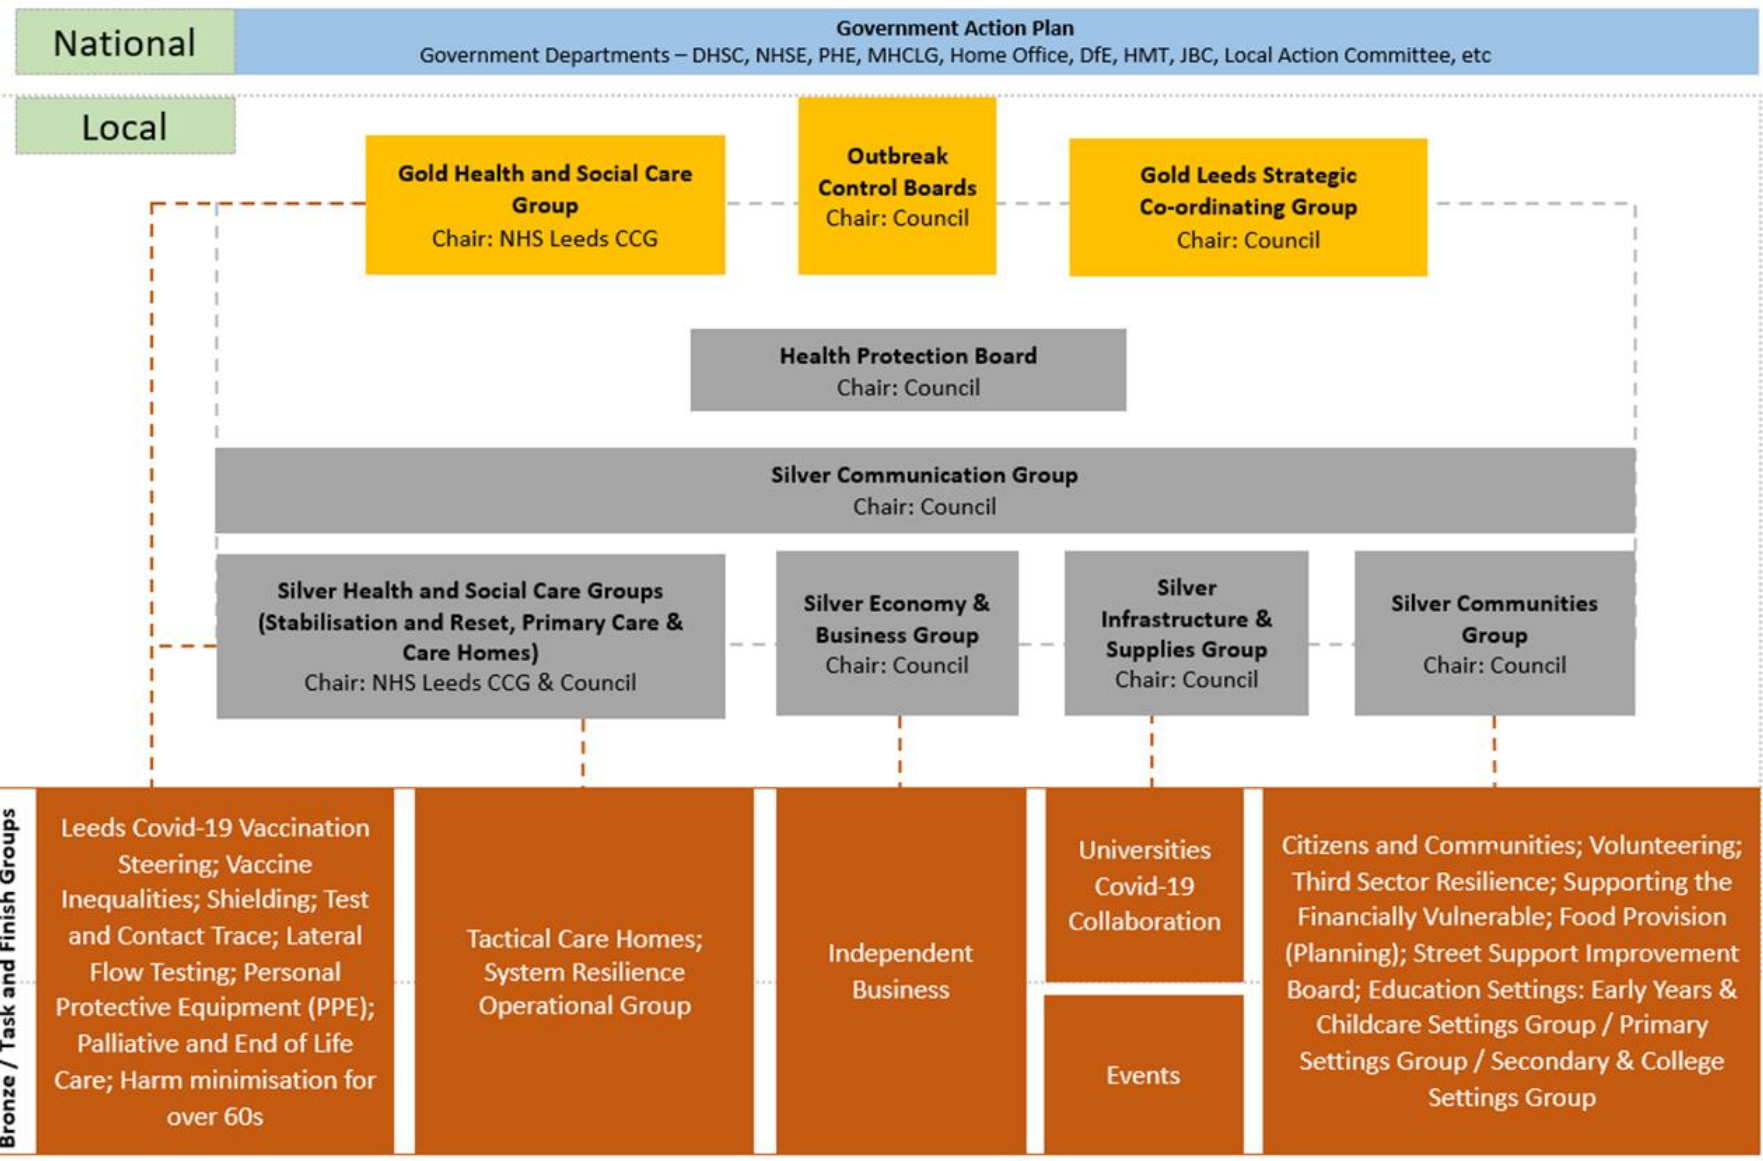 National
Government Action Plan
Government Departments – DHSC, NHSE, PHE, MHCLG, Home Office, DfE, HMT, JBC, Local Action Committee, etc
Local
Gold Health and Social Care
Group
Chair: NHS Leeds CCG
Outbreak
Control Boards
Chair: Council
Gold Leeds Strategic
Co-ordinating Group
Chair: Council
Health Protection Board
Chair: Council
Silver Communication Group
Chair: Council
Silver Health and Social Care Groups
(Stabilisation and Reset, Primary Care &
Care Homes)
Chair: NHS Leeds CCG & Council
Silver Economy &
Business Group
Chair: Council
Silver
Infrastructure &
Supplies Group
Chair: Council
Silver Communities
Group
Chair: Council
Bronze / Task and Finish Groups
Leeds Covid-19 Vaccination
Steering; Vaccine
Inequalities; Shielding; Test
and Contact Trace; Lateral
Flow Testing; Personal
Protective Equipment (PPE);
Palliative and End of Life
Care; Harm minimisation for
over 60s
Tactical Care Homes;
System Resilience
Operational Group
Independent
Business
Universities
Covid-19
Collaboration
Events
Citizens and Communities; Volunteering;
Third Sector Resilience; Supporting the
Financially Vulnerable; Food Provision
(Planning); Street Support Improvement
Board; Education Settings: Early Years &
Childcare Settings Group / Primary
Settings Group / Secondary & College
Settings Group